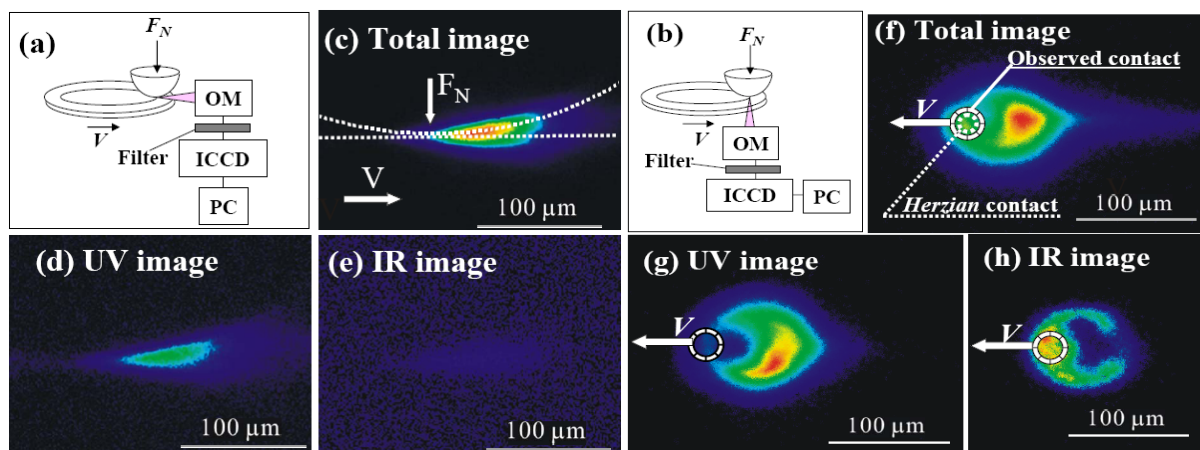 (a)
F_N
OM
V
Filter
ICCD
PC
(c) Total image
F_N
V
100 µm
(b)
F_N
V
OM
Filter
ICCD
PC
(f) Total image
Observed contact
V
Herzian contact
100 µm
(d) UV image
100 µm
(e) IR image
100 µm
(g) UV image
V
100 µm
(h) IR image
V
100 µm